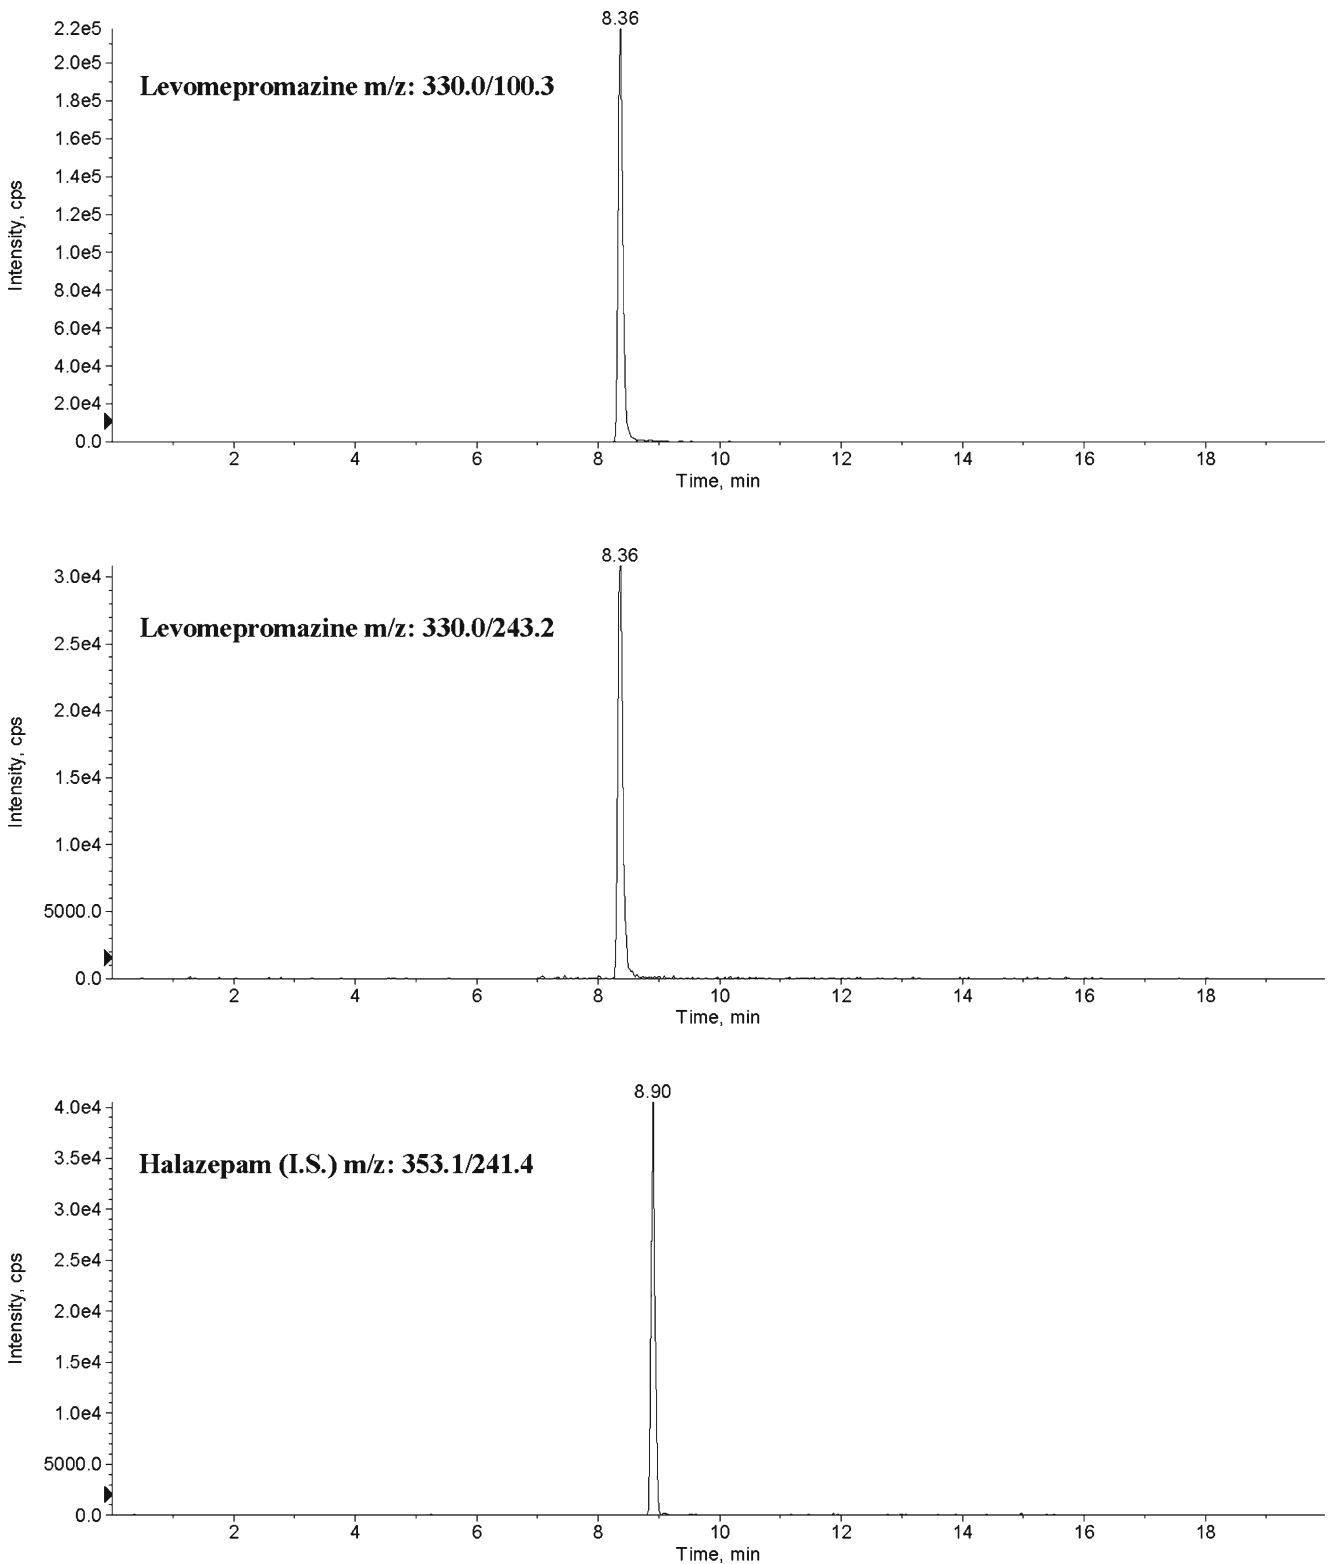 8.36
2.2e5
2.0e5
Levomepromazine m/z: 330.0/100.3
1.8e5
1.6e5
1.4e5
1.2e5
1.0e5
8.0e4
6.0e4
4.0e4
2.0e4
0.0
Intensity, cps
2 4 6 8 10 12 14 16 18
Time, min
8.36
3.0e4
Levomepromazine m/z: 330.0/243.2
2.5e4
2.0e4
1.5e4
1.0e4
5000.0
0.0
Intensity, cps
2 4 6 8 10 12 14 16 18
Time, min
8.90
4.0e4
Halazepam (I.S.) m/z: 353.1/241.4
3.5e4
3.0e4
2.5e4
2.0e4
1.5e4
1.0e4
5000.0
0.0
Intensity, cps
2 4 6 8 10 12 14 16 18
Time, min